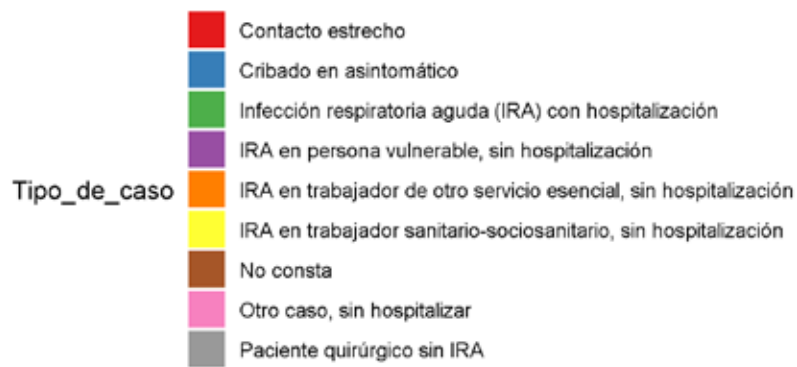 Contacto estrecho
Cribado en asintomático
Infección respiratoria aguda (IRA) con hospitalización
IRA en persona vulnerable, sin hospitalización
Tipo_de_caso
IRA en trabajador de otro servicio esencial, sin hospitalización
IRA en trabajador sanitario-sociosanitario, sin hospitalización
No consta
Otro caso, sin hospitalizar
Paciente quirúrgico sin IRA